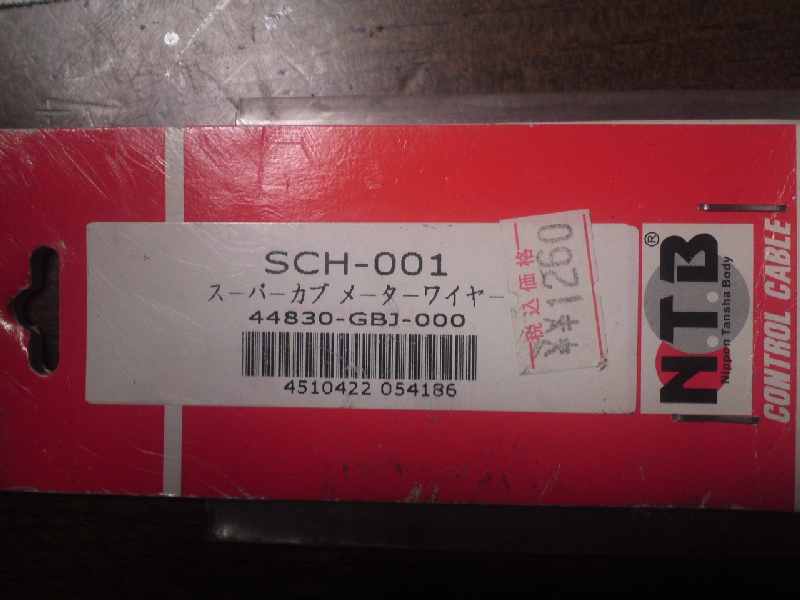 SCH-001
スーパーカブ メーターワイヤー
44830-GBJ-000
4510422 054186
税込価格
¥¥1260
N.T.B
®
Nippon Tansha Body
CONTROL CABLE